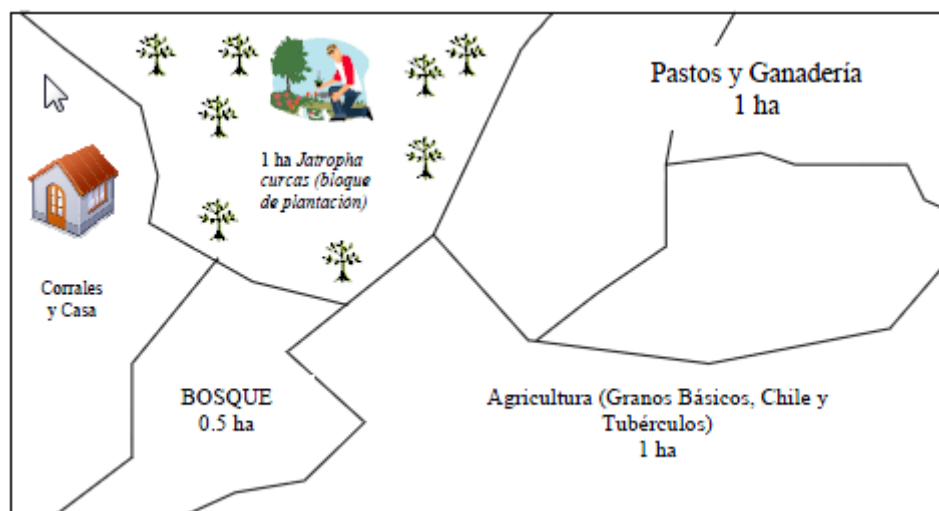 Pastos y Ganadería
1 ha
1 ha Jatropha
curcas (bloque
de plantación)
Corrales
y Casa
BOSQUE
0.5 ha
Agricultura (Granos Básicos, Chile y
Tubérculos)
1 ha